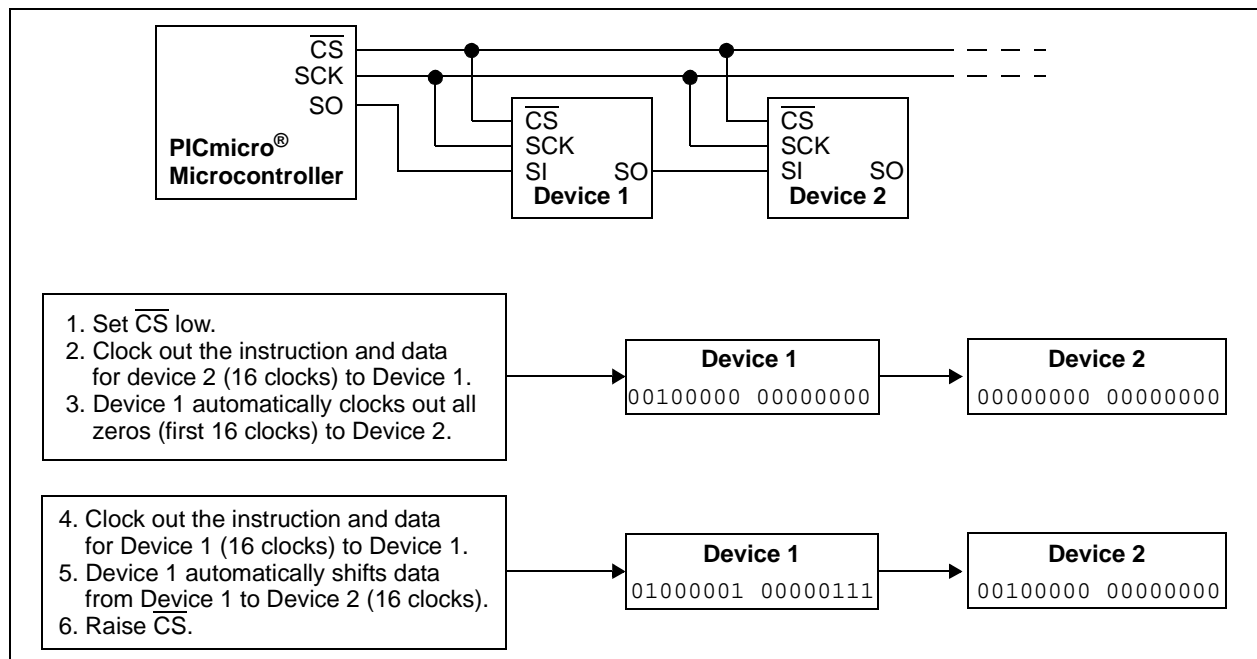 CS
SCK
SO
PICmicro®
Microcontroller
CS
SCK
SI SO
Device 1
CS
SCK
SI SO
Device 2
1. Set CS low.
2. Clock out the instruction and data
for device 2 (16 clocks) to Device 1.
3. Device 1 automatically clocks out all
zeros (first 16 clocks) to Device 2.
Device 1
00100000 00000000
Device 2
00000000 00000000
4. Clock out the instruction and data
for Device 1 (16 clocks) to Device 1.
5. Device 1 automatically shifts data
from Device 1 to Device 2 (16 clocks).
6. Raise CS.
Device 1
01000001 00000111
Device 2
00100000 00000000